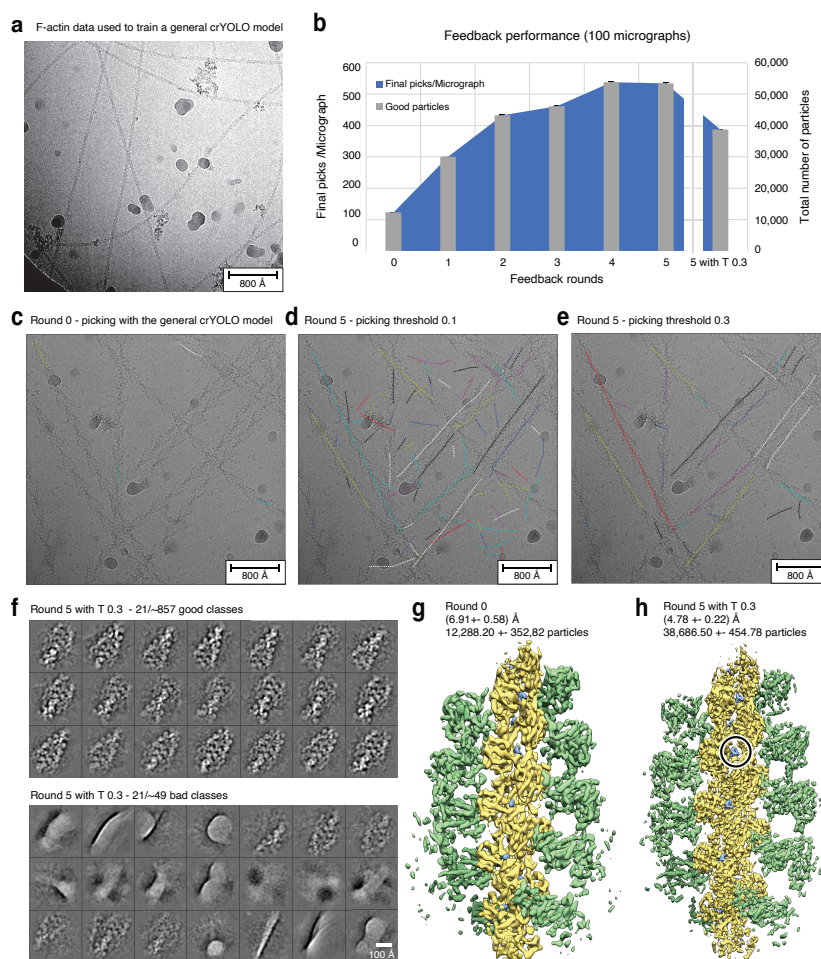 a F-actin data used to train a general crYOLO model
800 Å
b
Feedback performance (100 micrographs)
Final picks/Micrograph
Good particles
Final picks /Micrograph
600
500
400
300
200
100
0
60,000
50,000
40,000
30,000
20,000
10,000
0
Total number of particles
0 1 2 3 4 5 5 with T 0.3
Feedback rounds
c Round 0 - picking with the general crYOLO model
800 Å
d Round 5 - picking threshold 0.1
800 Å
e Round 5 - picking threshold 0.3
800 Å
f Round 5 with T 0.3 - 21/~857 good classes
Round 5 with T 0.3 - 21/~49 bad classes
100 Å
g Round 0
(6.91+- 0.58) Å
12,288.20 +- 352,82 particles
h Round 5 with T 0.3
(4.78 +- 0.22) Å
38,686.50 +- 454.78 particles